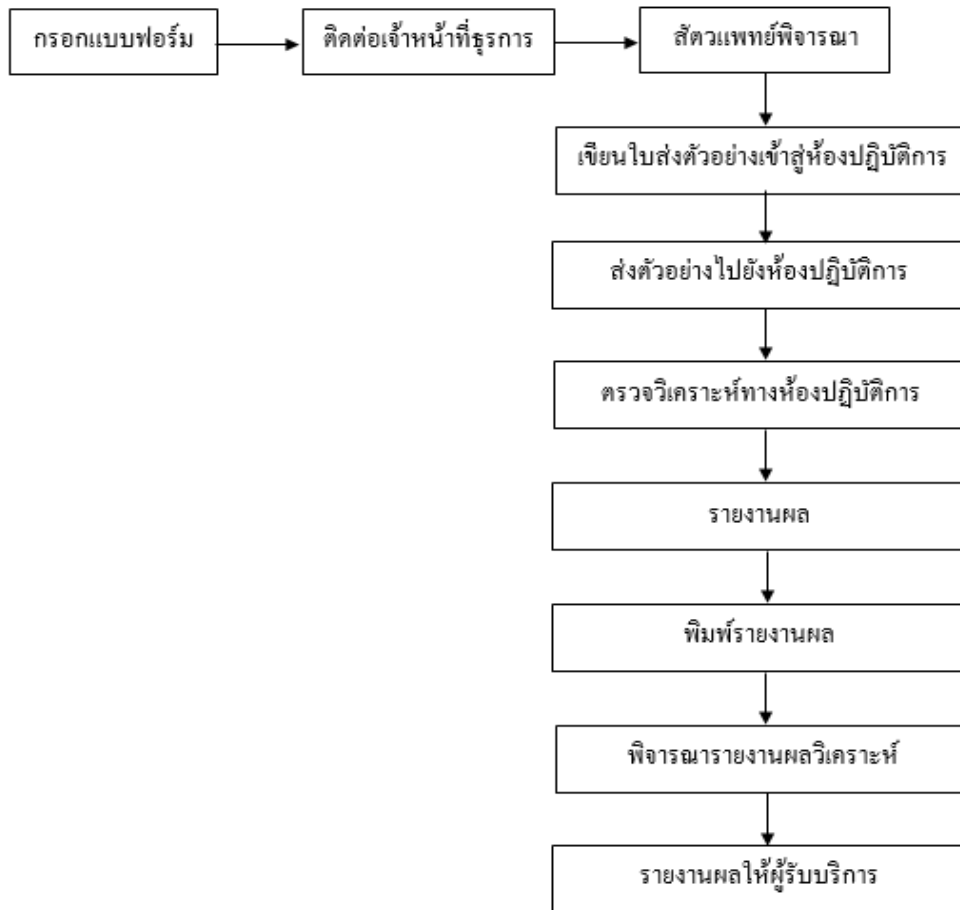 กรอกแบบฟอร์ม
ติดต่อเจ้าหน้าที่ธุรการ
สัตวแพทย์พิจารณา
เขียนใบส่งตัวอย่างเข้าสู่ห้องปฏิบัติการ
ส่งตัวอย่างไปยังห้องปฏิบัติการ
ตรวจวิเคราะห์ทางห้องปฏิบัติการ
รายงานผล
พิมพ์รายงานผล
พิจารณารายงานผลวิเคราะห์
รายงานผลให้ผู้รับบริการ